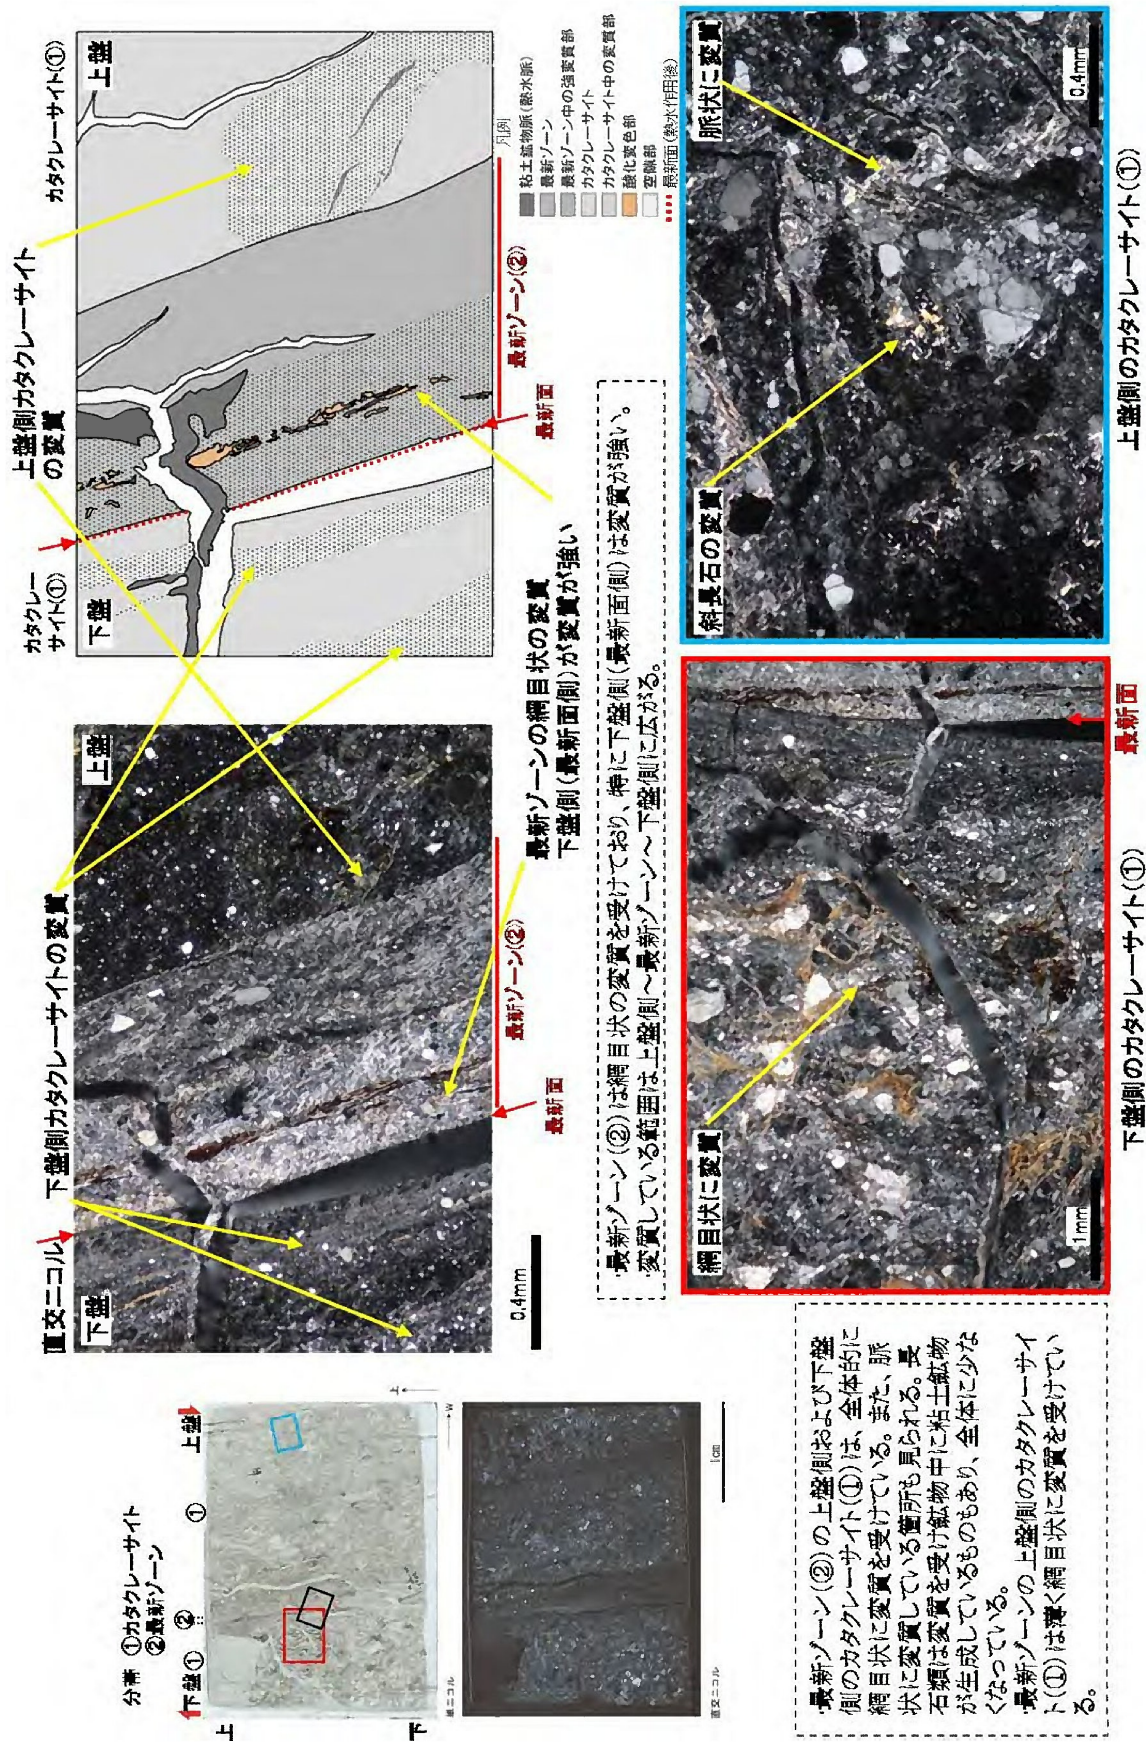 分帯 ①カタクレーサイト
②最新ゾーン
下盤 ① ② ① 上盤
上
下
上
W
単ニコル
直交ニコル
1cm
直交ニコル
下盤側カタクレーサイトの変質
下盤
上盤
0.4mm
最新面
最新ゾーン(②)
上盤側カタクレーサイト
の変質
カタクレー
サイト(①)
カタクレーサイト(①)
下盤
上盤
最新面
最新ゾーン(②)
凡例
粘土鉱物脈(熱水脈)
最新ゾーン
最新ゾーン中の強変質部
カタクレーサイト
カタクレーサイト中の変質部
酸化変色部
空隙部
最新面(熱水作用後)
最新ゾーンの網目状の変質
下盤側(最新面側)が変質が強い
・最新ゾーン(②)は網目状の変質を受けており、特に下盤側(最新面側)は変質が強い。
・変質している範囲は上盤側～最新ゾーン～下盤側に広がる。
・最新ゾーン(②)の上盤側および下盤
側のカタクレーサイト(①)は、全体的に
網目状に変質を受けている。また、脈
状に変質している箇所も見られる。長
石類は変質を受け鉱物中に粘土鉱物
が生成しているものもあり、全体に少な
くなっている。
・最新ゾーンの上盤側のカタクレーサイ
ト(①)は薄く網目状に変質を受けてい
る。
網目状に変質
1mm
最新面
下盤側のカタクレーサイト(①)
斜長石の変質
脈状に変質
0.4mm
上盤側のカタクレーサイト(①)